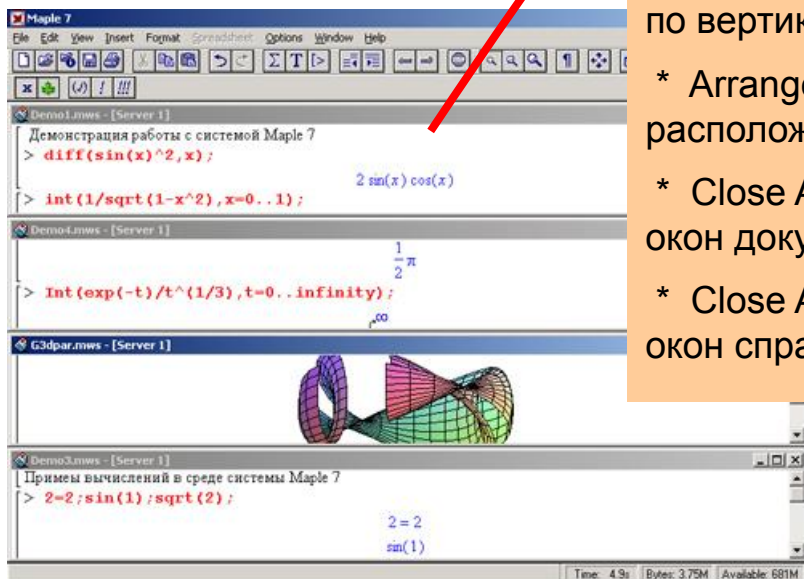 Maple 7
File Edit View Insert Format Spreadsheet Options Window Help
Demo1.mws - [Server 1]
Демонстрация работы с системой Maple 7
> diff(sin(x)^2,x);
2 sin(x) cos(x)
> int(1/sqrt(1-x^2),x=0..1);
Demo4.mws - [Server 1]
1
2 π
> Int(exp(-t)/t^(1/3),t=0..infinity);
∞
G3dpar.mws - [Server 1]
Demo3.mws - [Server 1]
Примеы вычислений в среде системы Maple 7
> 2=2;sin(1);sqrt(2);
2 = 2
sin(1)
Time: 4.9s Bytes: 3.75M Available: 681M
по вертик
* Arrang
располож
* Close A
окон доку
* Close A
окон спра